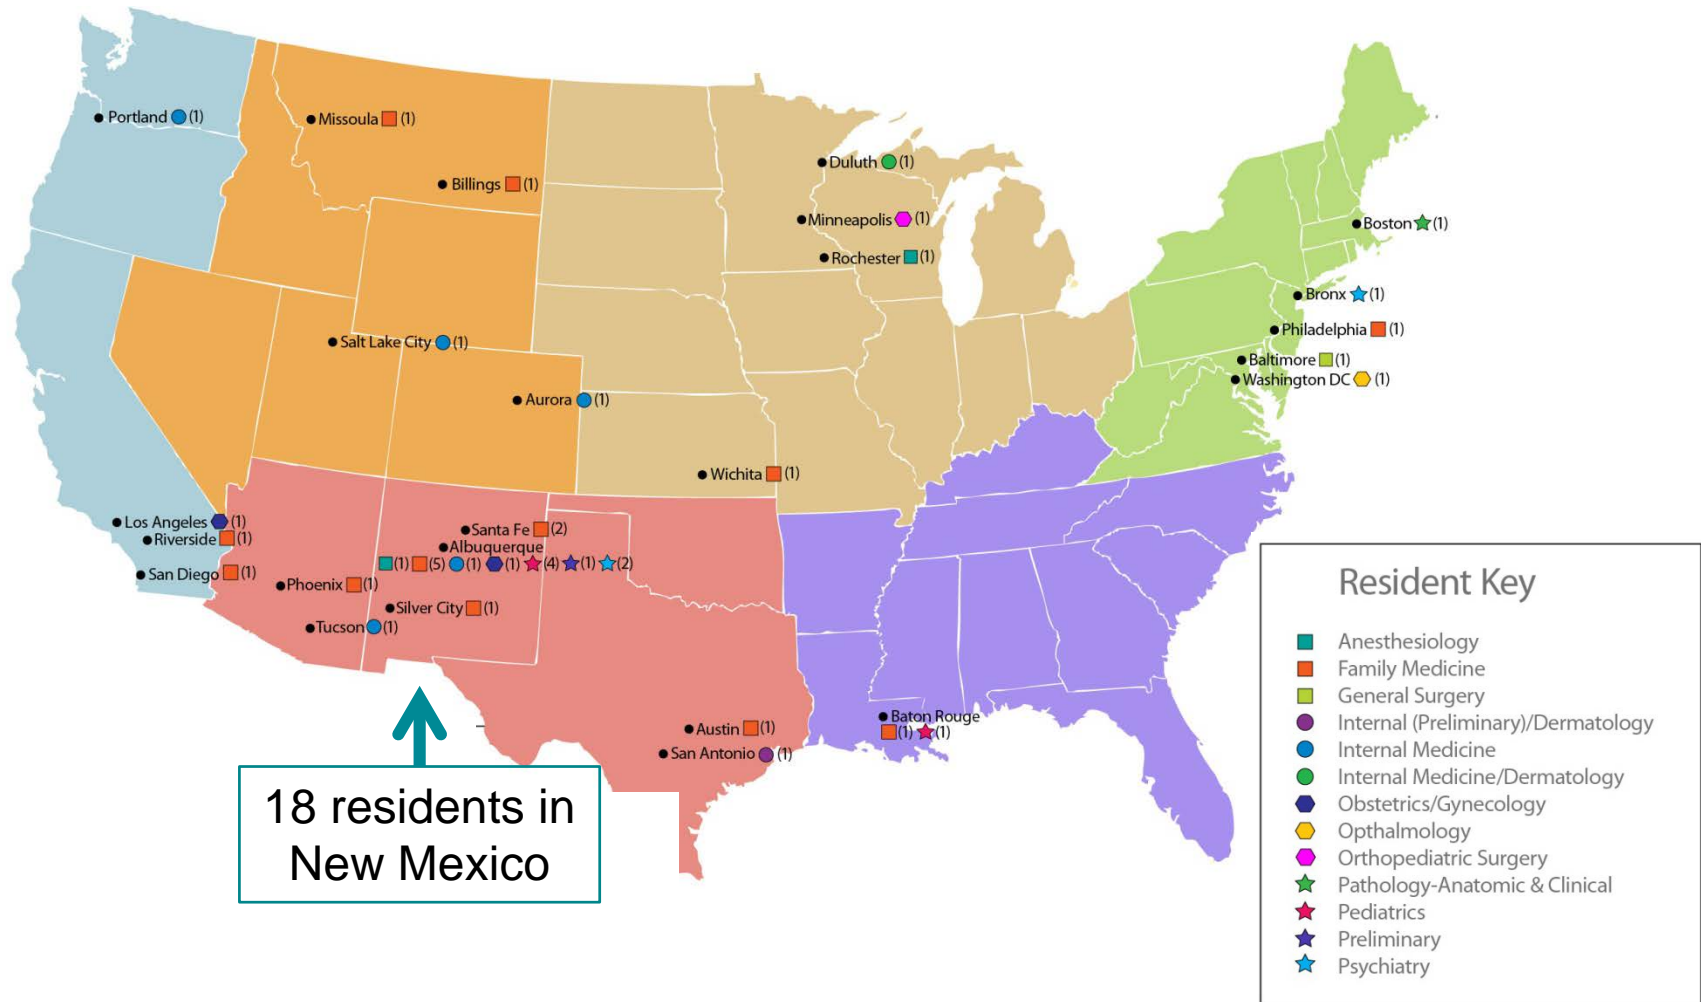 Portland (1)
Missoula (1)
Billings (1)
Duluth (1)
Minneapolis (1)
Rochester (1)
Boston (1)
Bronx (1)
Philadelphia (1)
Baltimore (1)
Washington DC (1)
Salt Lake City (1)
Aurora (1)
Wichita (1)
Los Angeles (1)
Riverside (1)
San Diego (1)
Santa Fe (2)
Albuquerque
(1) (5) (1) (1) (4) (1) (2)
Phoenix (1)
Silver City (1)
Tucson (1)
Austin (1)
San Antonio (1)
Baton Rouge
(1) (1)
18 residents in
New Mexico
Resident Key
Anesthesiology
Family Medicine
General Surgery
Internal (Preliminary)/Dermatology
Internal Medicine
Internal Medicine/Dermatology
Obstetrics/Gynecology
Opthalmology
Orthopediatric Surgery
Pathology-Anatomic & Clinical
Pediatrics
Preliminary
Psychiatry